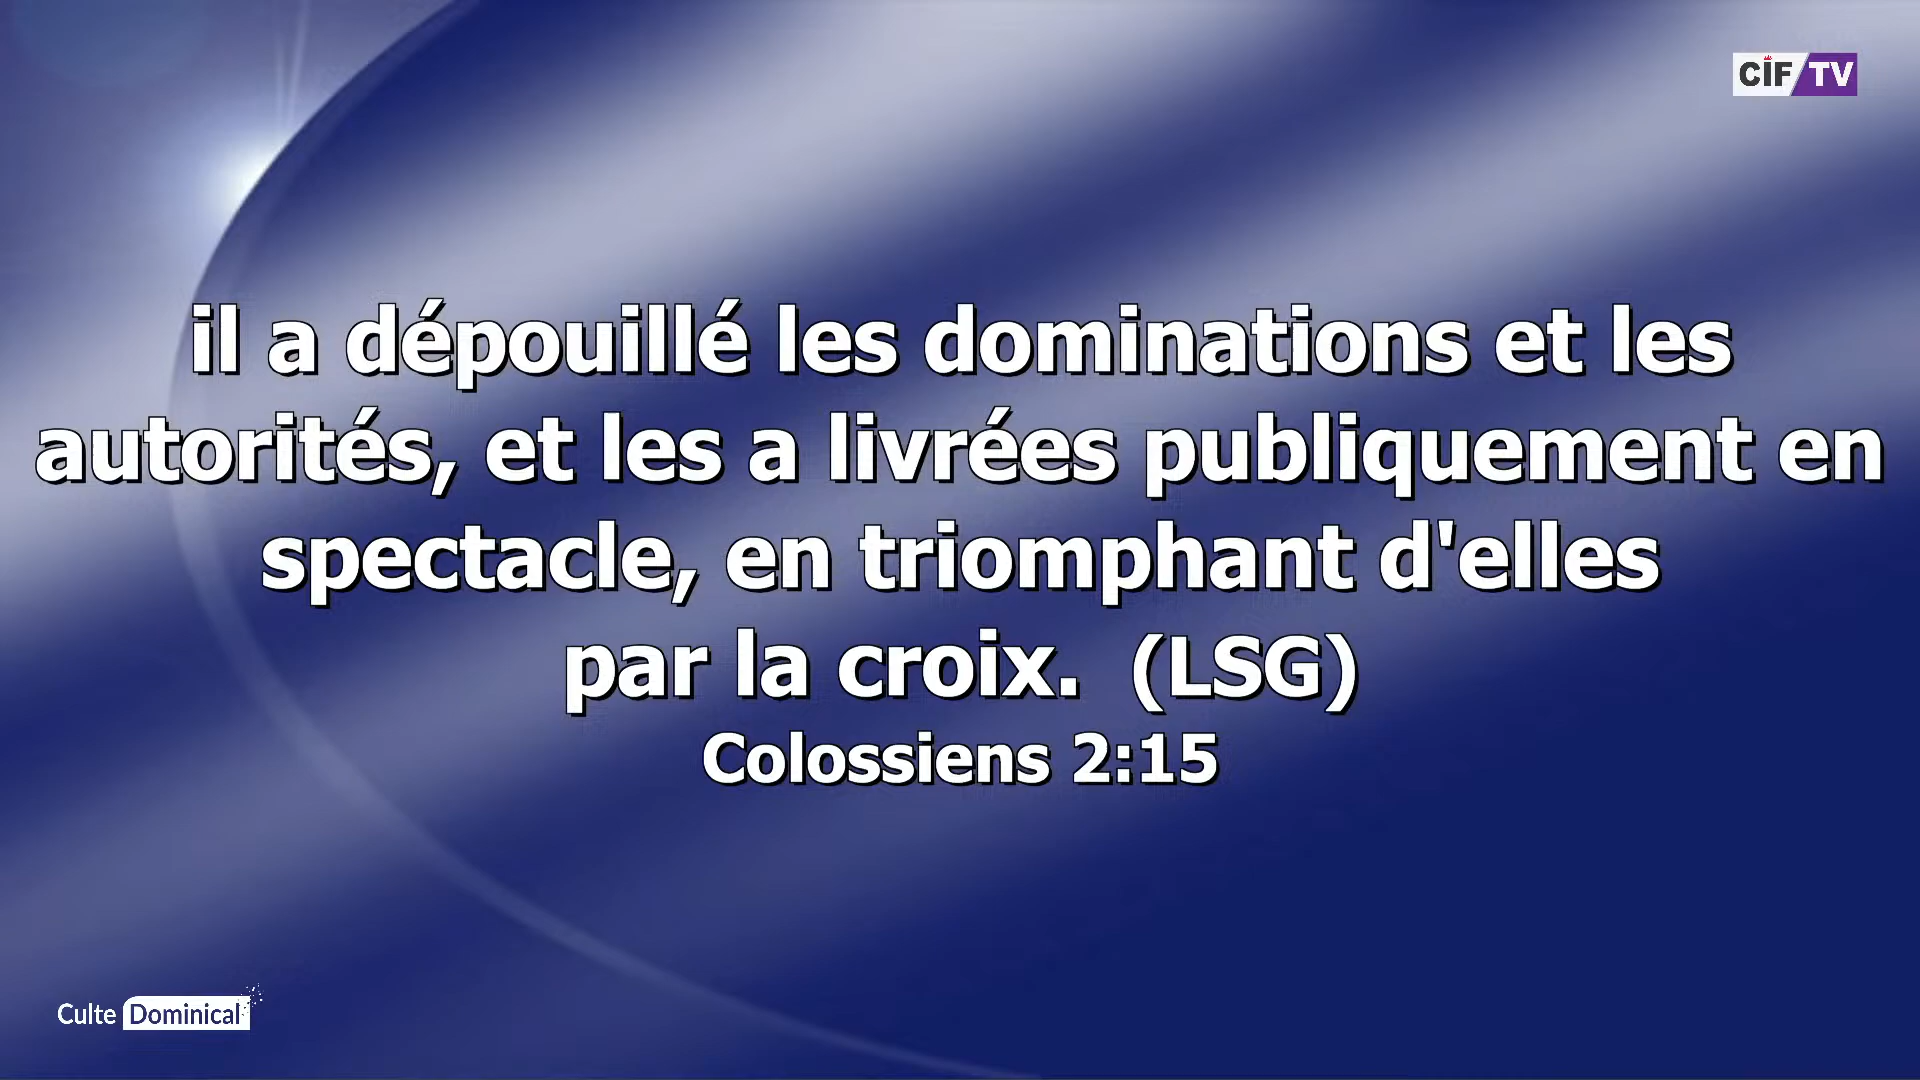 CIF/TV
il a dépouillé les dominations et les
autorités, et les a livrées publiquement en
spectacle, en triomphant d'elles
par la croix.  (LSG)
Colossiens 2:15
Culte Dominical